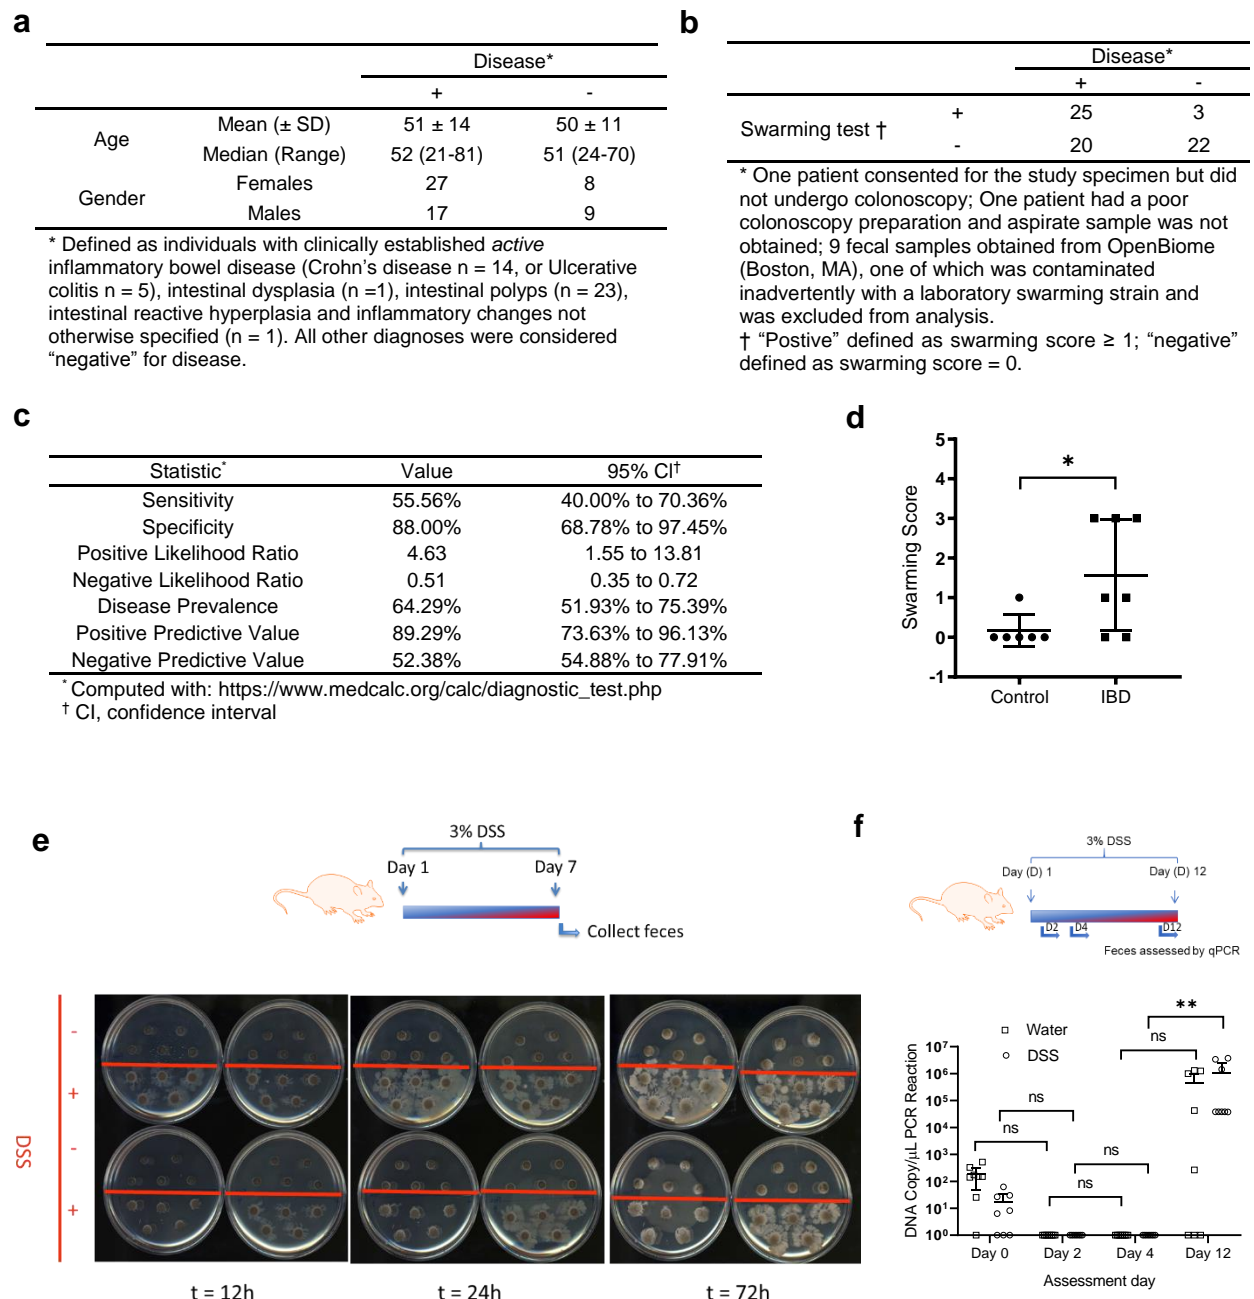 a
Disease*
+ -
Age Mean (± SD) 51 ± 14 50 ± 11
Median (Range) 52 (21-81) 51 (24-70)
Gender Females 27 8
Males 17 9
* Defined as individuals with clinically established active
inflammatory bowel disease (Crohn's disease n = 14, or Ulcerative
colitis n = 5), intestinal dysplasia (n =1), intestinal polyps (n = 23),
intestinal reactive hyperplasia and inflammatory changes not
otherwise specified (n = 1). All other diagnoses were considered
“negative” for disease.
b
Disease*
+ -
Swarming test † + 25 3
- 20 22
* One patient consented for the study specimen but did
not undergo colonoscopy; One patient had a poor
colonoscopy preparation and aspirate sample was not
obtained; 9 fecal samples obtained from OpenBiome
(Boston, MA), one of which was contaminated
inadvertently with a laboratory swarming strain and
was excluded from analysis.
† “Postive” defined as swarming score ≥ 1; “negative”
defined as swarming score = 0.
c
Statistic* Value 95% CI†
Sensitivity 55.56% 40.00% to 70.36%
Specificity 88.00% 68.78% to 97.45%
Positive Likelihood Ratio 4.63 1.55 to 13.81
Negative Likelihood Ratio 0.51 0.35 to 0.72
Disease Prevalence 64.29% 51.93% to 75.39%
Positive Predictive Value 89.29% 73.63% to 96.13%
Negative Predictive Value 52.38% 54.88% to 77.91%
* Computed with: https://www.medcalc.org/calc/diagnostic_test.php
† CI, confidence interval
d
Swarming Score
5
4
3
2
1
0
-1
*
Control IBD
e
3% DSS
Day 1 Day 7
Collect feces
DSS
-
+
-
+
t = 12h t = 24h t = 72h
f
3% DSS
Day (D) 1 Day (D) 12
D2 D4 D12
Feces assessed by qPCR
**
ns
Water
DSS
ns
ns
ns
ns
DNA Copy/µL PCR Reaction
10⁷
10⁶
10⁵
10⁴
10³
10²
10¹
10⁰
Day 0 Day 2 Day 4 Day 12
Assessment day